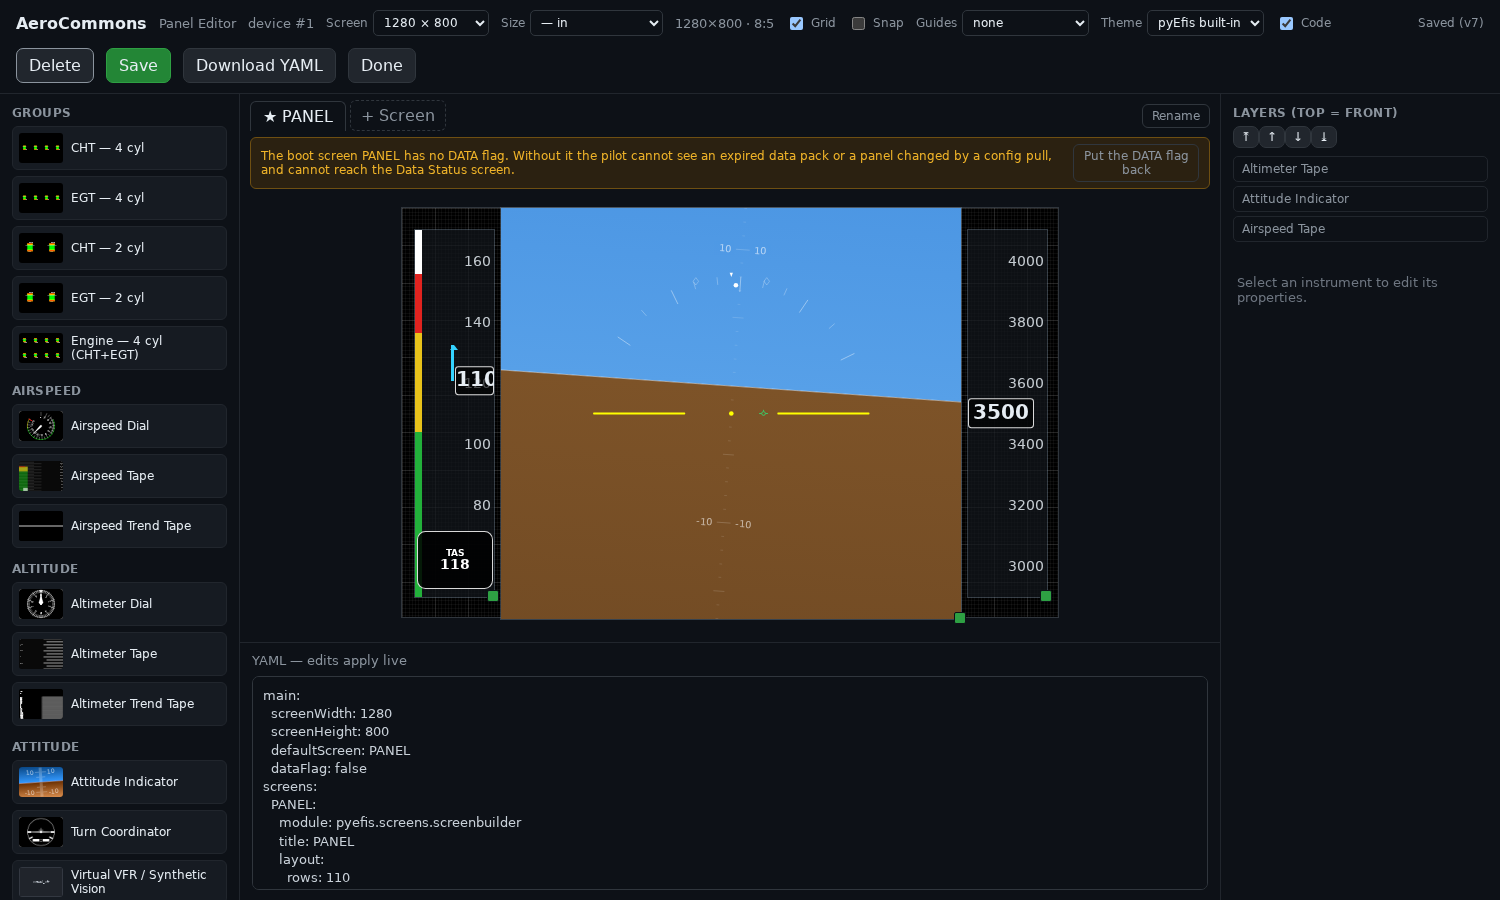 AeroCommons Panel Editor device #1 Screen 1280 × 800 Size — in 1280×800 · 8:5 Grid Snap Guides none Theme pyEfis built-in Code Saved (v7)
Delete Save Download YAML Done
GROUPS
CHT — 4 cyl
EGT — 4 cyl
CHT — 2 cyl
EGT — 2 cyl
Engine — 4 cyl
(CHT+EGT)
AIRSPEED
Airspeed Dial
Airspeed Tape
Airspeed Trend Tape
ALTITUDE
Altimeter Dial
Altimeter Tape
Altimeter Trend Tape
ATTITUDE
10 10
-10 -10
Attitude Indicator
Turn Coordinator
Virtual VFR / Synthetic
Vision
★ PANEL + Screen Rename
The boot screen PANEL has no DATA flag. Without it the pilot cannot see an expired data pack or a panel changed by a config pull,
and cannot reach the Data Status screen.
Put the DATA flag
back
160
140
110
100
80
TAS
118
10 10
-10 -10
4000
3800
3600
3500
3400
3200
3000
YAML — edits apply live
main:
screenWidth: 1280
screenHeight: 800
defaultScreen: PANEL
dataFlag: false
screens:
PANEL:
module: pyefis.screens.screenbuilder
title: PANEL
layout:
rows: 110
LAYERS (TOP = FRONT)
⤒ ↑ ↓ ⤓
Altimeter Tape
Attitude Indicator
Airspeed Tape
Select an instrument to edit its
properties.